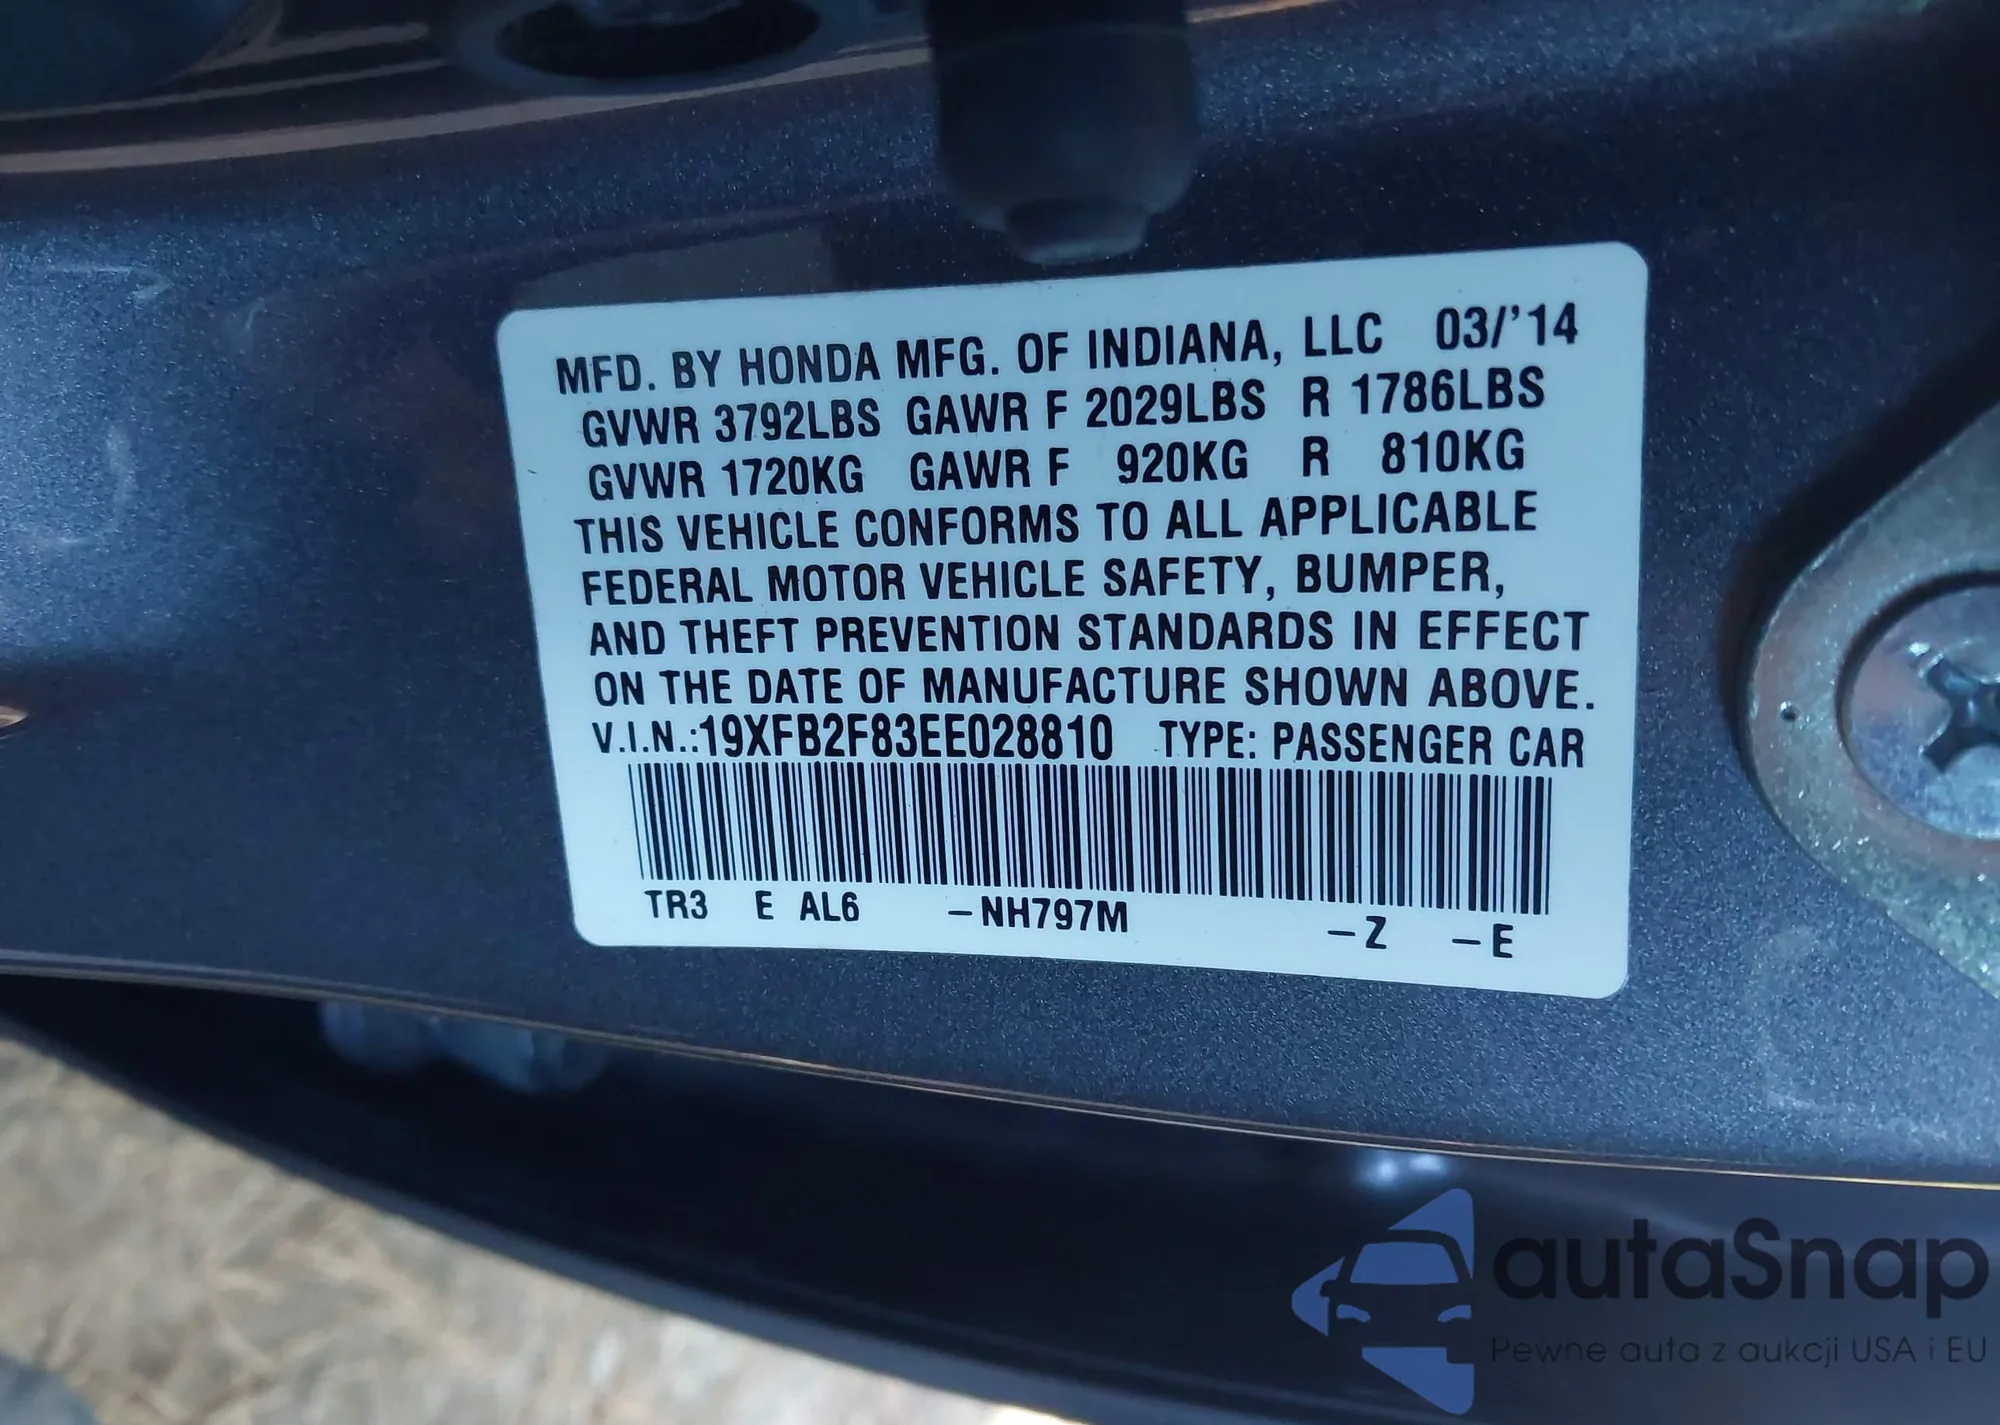 MFD. BY HONDA MFG. OF INDIANA, LLC 03/'14
GVWR 3792LBS GAWR F 2029LBS R 1786LBS
GVWR 1720KG GAWR F 920KG R 810KG
THIS VEHICLE CONFORMS TO ALL APPLICABLE
FEDERAL MOTOR VEHICLE SAFETY, BUMPER,
AND THEFT PREVENTION STANDARDS IN EFFECT
ON THE DATE OF MANUFACTURE SHOWN ABOVE.
V.I.N.:19XFB2F83EE028810 TYPE: PASSENGER CAR
TR3 E AL6 –NH797M –Z –E
autaSnap
Pewne auta z aukcji USA i EU